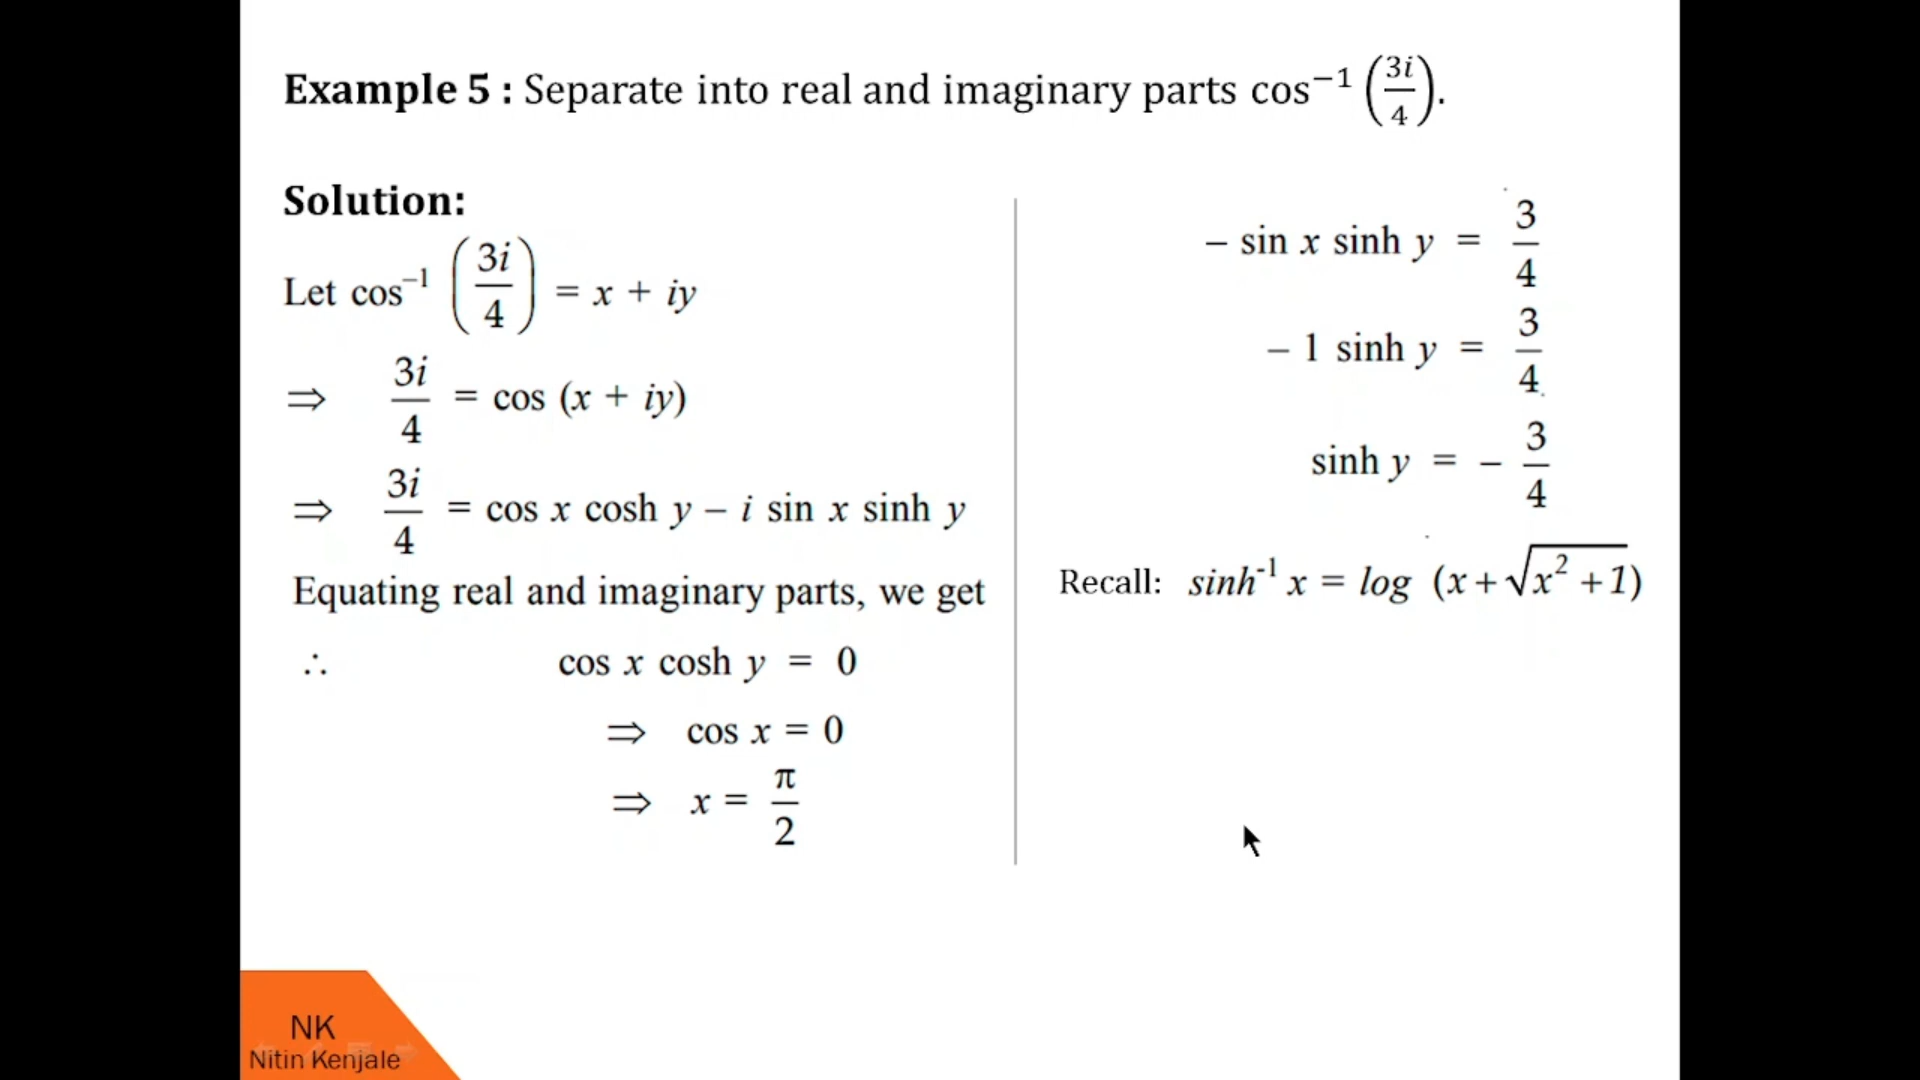 Example 5 : Separate into real and imaginary parts cos⁻¹ (3i/4).
Solution:
Let cos⁻¹ (3i/4) = x + iy
⇒ 3i/4 = cos (x + iy)
⇒ 3i/4 = cos x cosh y – i sin x sinh y
Equating real and imaginary parts, we get
∴ cos x cosh y = 0
⇒ cos x = 0
⇒ x = π/2
– sin x sinh y = 3/4
– 1 sinh y = 3/4
sinh y = – 3/4
Recall: sinh⁻¹ x = log (x + √(x² + 1))
NK
Nitin Kenjale